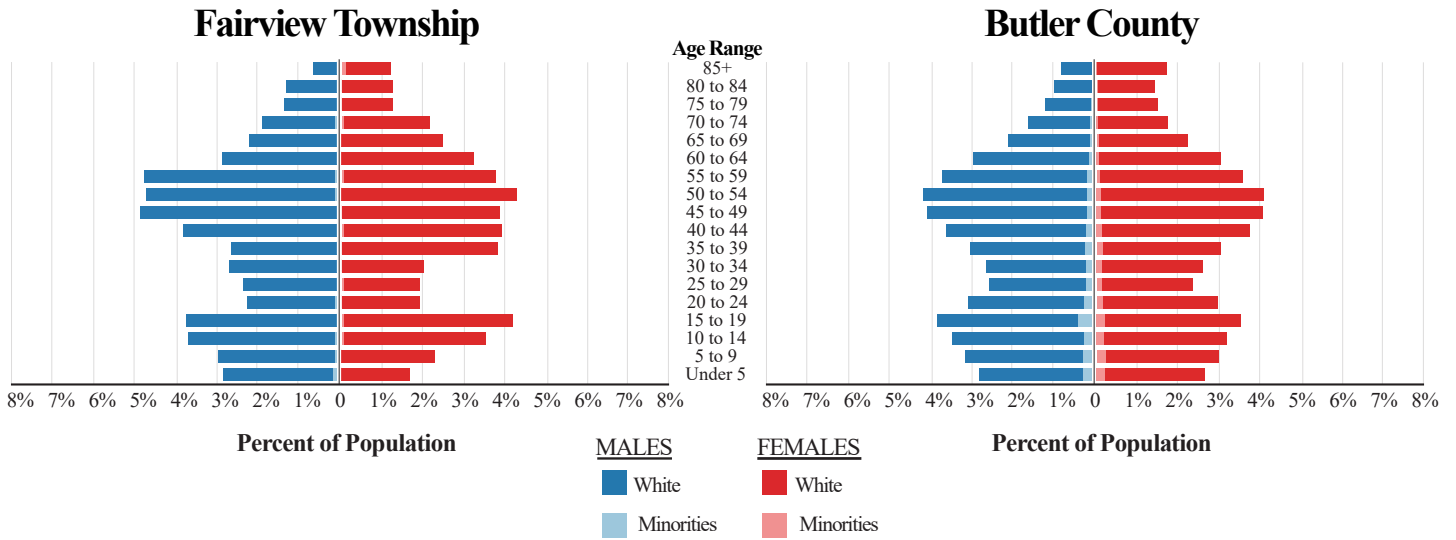 Fairview Township
Butler County
Age Range
85+
80 to 84
75 to 79
70 to 74
65 to 69
60 to 64
55 to 59
50 to 54
45 to 49
40 to 44
35 to 39
30 to 34
25 to 29
20 to 24
15 to 19
10 to 14
5 to 9
Under 5
8% 7% 6% 5% 4% 3% 2% 1% 0 1% 2% 3% 4% 5% 6% 7% 8%
8% 7% 6% 5% 4% 3% 2% 1% 0 1% 2% 3% 4% 5% 6% 7% 8%
Percent of Population
Percent of Population
MALES
White
Minorities
FEMALES
White
Minorities